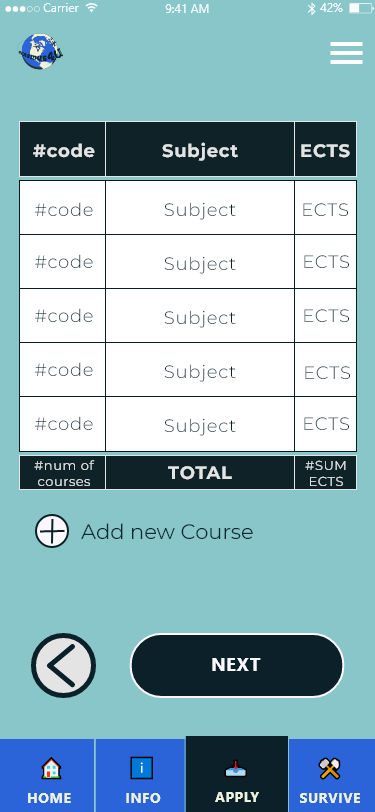 Carrier 9:41 AM 42%
#code Subject ECTS
#code Subject ECTS
#code Subject ECTS
#code Subject ECTS
#code Subject ECTS
#code Subject ECTS
#num of courses TOTAL #SUM ECTS
Add new Course
NEXT
i
HOME INFO APPLY SURVIVE